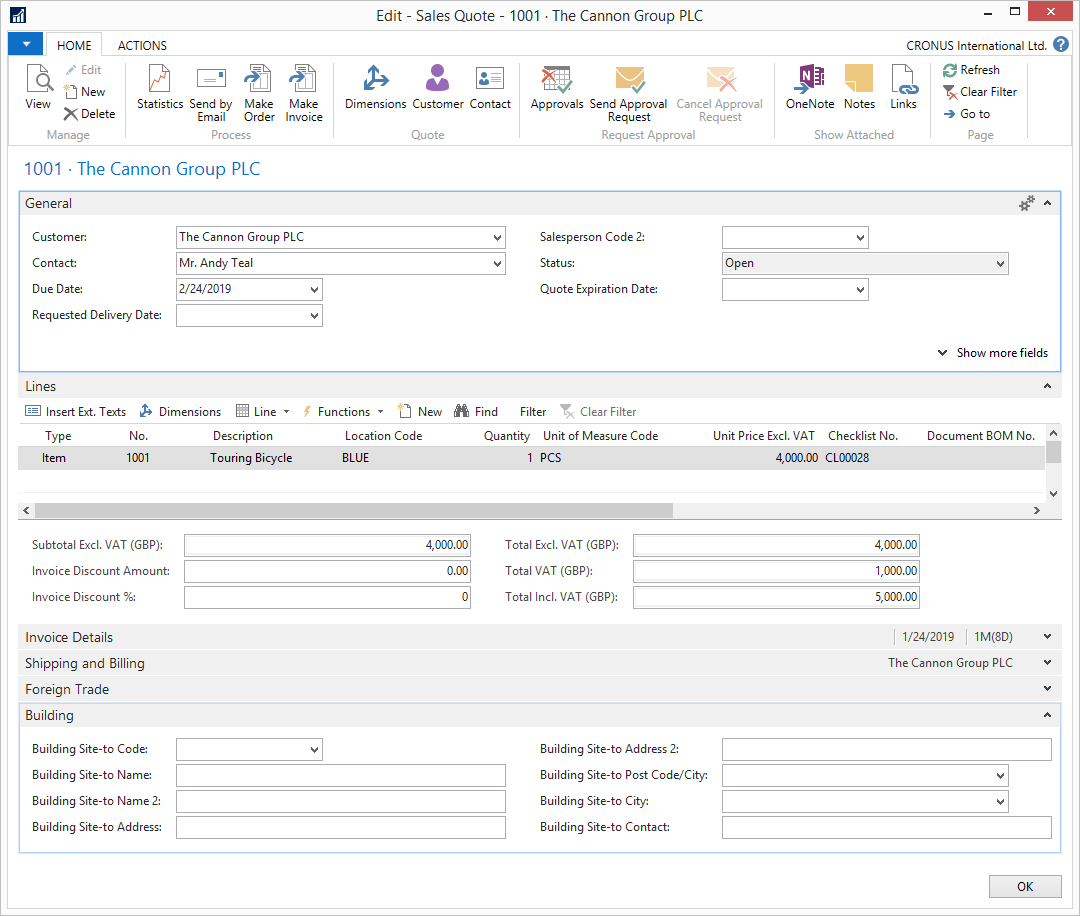 Edit - Sales Quote - 1001 · The Cannon Group PLC
HOME ACTIONS CRONUS International Ltd. ?
View Edit New Delete
Manage
Statistics Send by Email Make Order Make Invoice
Process
Dimensions Customer Contact
Quote
Approvals Send Approval Request Cancel Approval Request
Request Approval
OneNote Notes Links
Show Attached
Refresh
Clear Filter
Go to
Page
1001 · The Cannon Group PLC
General
Customer: The Cannon Group PLC
Contact: Mr. Andy Teal
Due Date: 2/24/2019
Requested Delivery Date:
Salesperson Code 2:
Status: Open
Quote Expiration Date:
Show more fields
Lines
Insert Ext. Texts Dimensions Line Functions New Find Filter Clear Filter
Type No. Description Location Code Quantity Unit of Measure Code Unit Price Excl. VAT Checklist No. Document BOM No.
Item 1001 Touring Bicycle BLUE 1 PCS 4,000.00 CL00028
Subtotal Excl. VAT (GBP): 4,000.00
Invoice Discount Amount: 0.00
Invoice Discount %: 0
Total Excl. VAT (GBP): 4,000.00
Total VAT (GBP): 1,000.00
Total Incl. VAT (GBP): 5,000.00
Invoice Details 1/24/2019 1M(8D)
Shipping and Billing The Cannon Group PLC
Foreign Trade
Building
Building Site-to Code:
Building Site-to Name:
Building Site-to Name 2:
Building Site-to Address:
Building Site-to Address 2:
Building Site-to Post Code/City:
Building Site-to City:
Building Site-to Contact:
OK